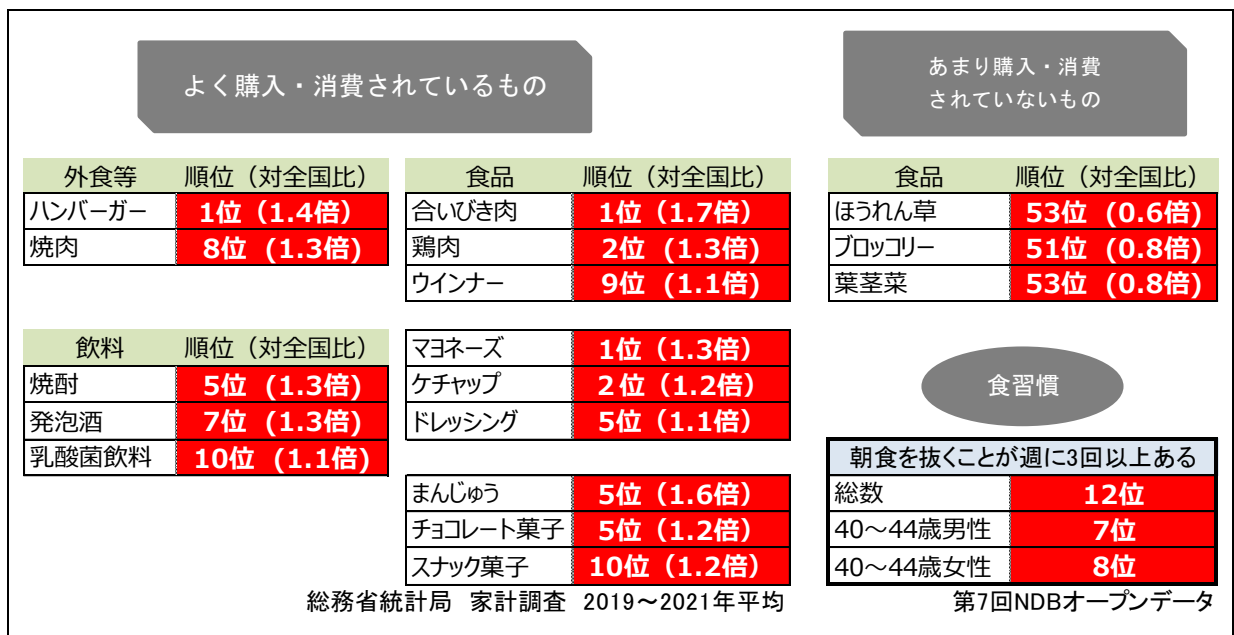 よく購入・消費されているもの
あまり購入・消費
されていないもの
外食等 順位（対全国比）
ハンバーガー 1位（1.4倍）
焼肉 8位（1.3倍)
飲料 順位（対全国比）
焼酎 5位（1.3倍)
発泡酒 7位（1.3倍)
乳酸菌飲料 10位（1.1倍)
食品 順位（対全国比）
合いびき肉 1位（1.7倍）
鶏肉 2位（1.3倍）
ウインナー 9位（1.1倍）
マヨネーズ 1位（1.3倍）
ケチャップ 2位（1.2倍）
ドレッシング 5位（1.1倍）
まんじゅう 5位（1.6倍）
チョコレート菓子 5位（1.2倍）
スナック菓子 10位（1.2倍）
総務省統計局 家計調査 2019～2021年平均
食品 順位（対全国比）
ほうれん草 53位（0.6倍)
ブロッコリー 51位（0.8倍)
葉茎菜 53位（0.8倍)
食習慣
朝食を抜くことが週に3回以上ある
総数 12位
40～44歳男性 7位
40～44歳女性 8位
第7回NDBオープンデータ